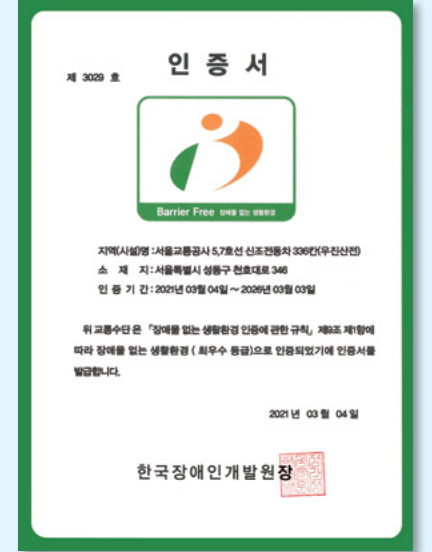 인 증 서
제 3029 호
Barrier Free 장애물 없는 생활환경
지역(시설)명 : 서울교통공사 5,7호선 신조전동차 336칸(우진산전)
소 재 지 : 서울특별시 성동구 천호대로 346
인 증 기 간 : 2021년 03월 04일 ~ 2026년 03월 03일
위 교통수단 은 「장애물 없는 생활환경 인증에 관한 규칙」 제9조 제1항에
따라 장애물 없는 생활환경 ( 최우수 등급)으로 인증되었기에 인증서를
발급합니다.
2021 년 03 월 04 일
한국장애인개발원장